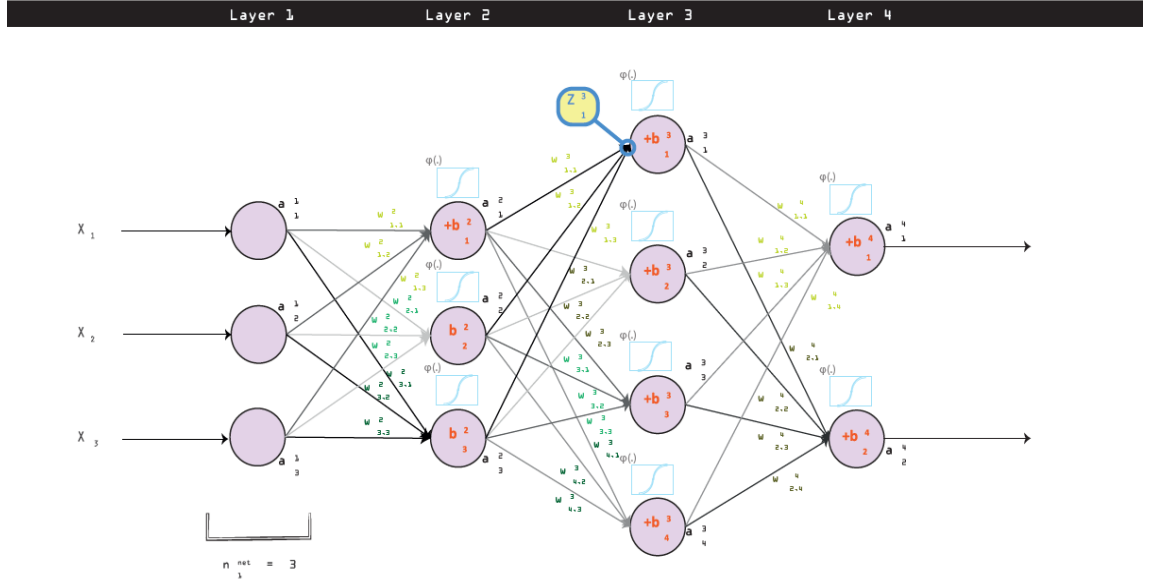 Layer 1 Layer 2 Layer 3 Layer 4
φ(.)
Z 3 1
+b 3 1
a 3 1
φ(.)
w 3 1.1
φ(.)
w 3 1.2
a 1 1
a 2 1
w 4 1.1
φ(.)
w 2 1.1
X 1
+b 2 1
w 3 1.3
a 4 1
w 2 1.2
w 4 1.2
+b 4 1
a 3 2
φ(.)
w 2 1.3
w 3 2.1
+b 3 2
w 4 1.3
w 2 2.1
a 2 2
w 4 1.4
a 1 2
w 3 2.2
w 2 2.2
X 2
b 2 2
w 3 2.3
φ(.)
w 2 2.3
w 4 2.1
w 3 3.1
φ(.)
w 2 3.1
a 3 3
φ(.)
w 2 3.2
w 3 3.2
+b 3 3
w 4 2.2
w 2 3.3
w 3 3.3
X 3
b 2 3
w 3 4.1
w 4 2.3
+b 4 2
a 4 2
a 1 3
a 2 3
φ(.)
w 3 4.2
w 4 2.4
w 3 4.3
+b 3 4
a 3 4
n net 1 = 3